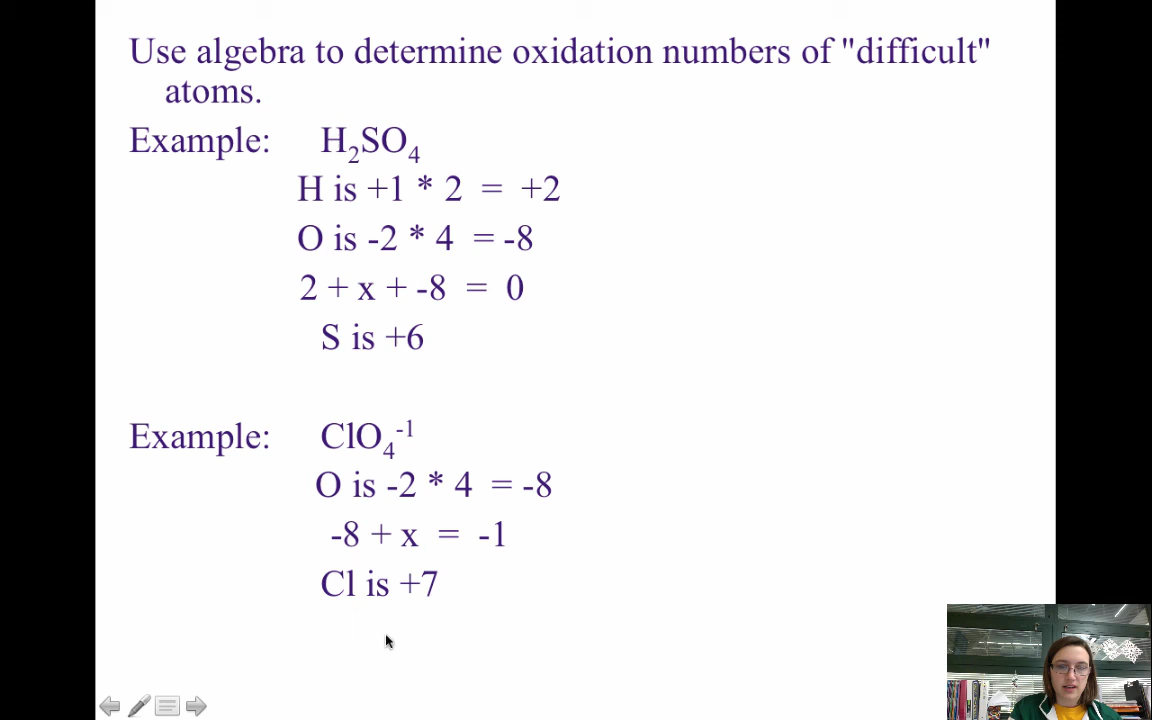 Use algebra to determine oxidation numbers of "difficult"
atoms.
Example: H₂SO₄
H is +1 * 2 = +2
O is -2 * 4 = -8
2 + x + -8 = 0
S is +6
Example: ClO₄⁻¹
O is -2 * 4 = -8
-8 + x = -1
Cl is +7